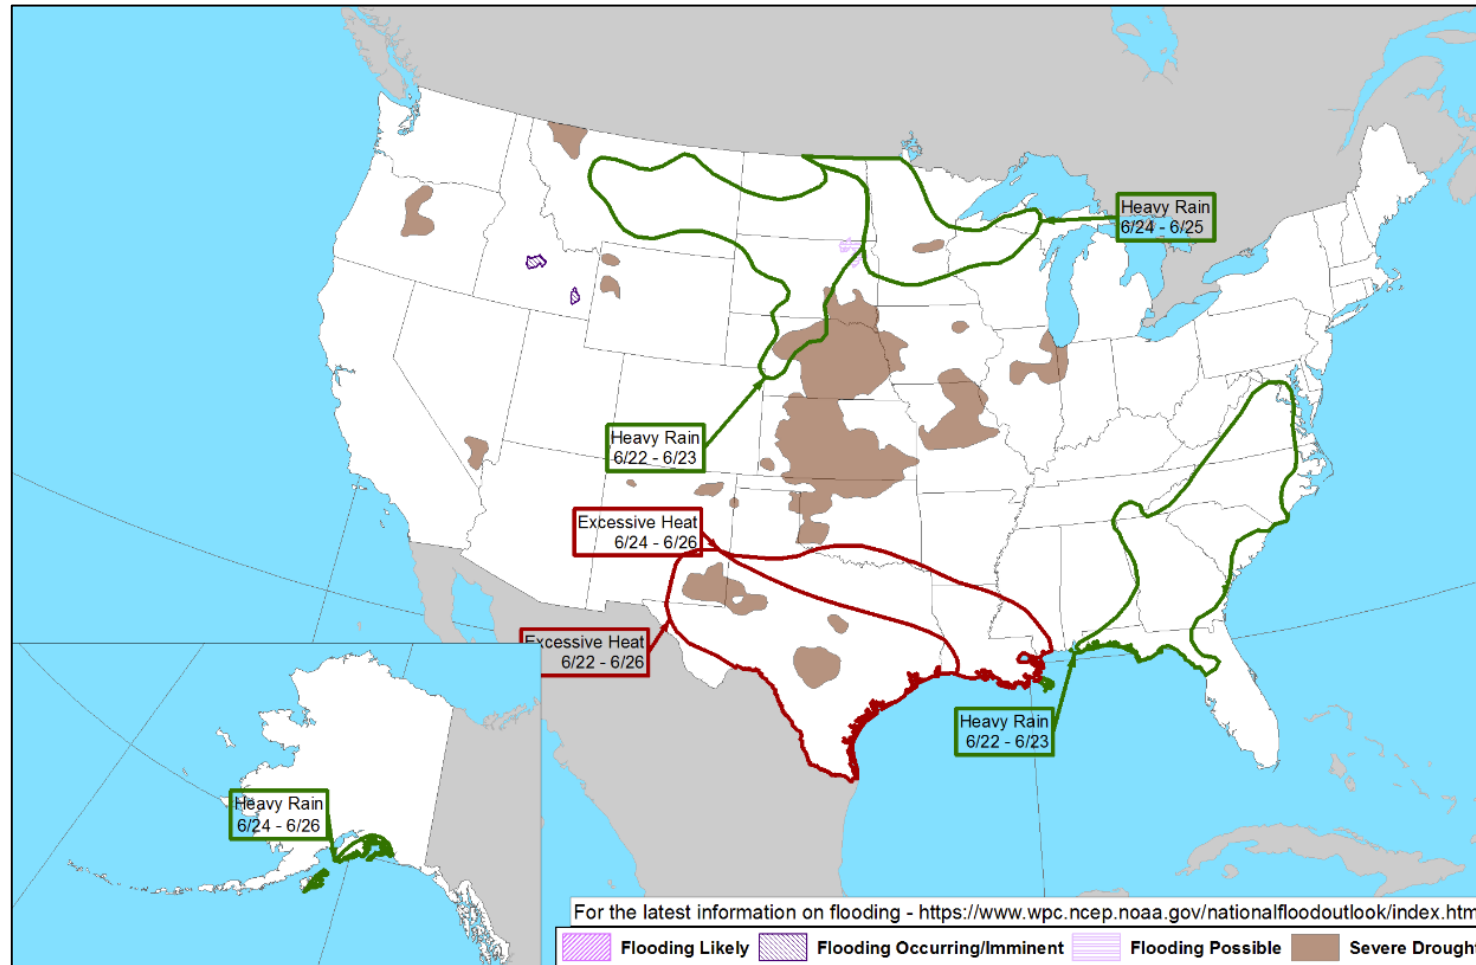 Heavy Rain
6/24 - 6/25
Heavy Rain
6/22 - 6/23
Excessive Heat
6/24 - 6/26
Excessive Heat
6/22 - 6/26
Heavy Rain
6/22 - 6/23
Heavy Rain
6/24 - 6/26
For the latest information on flooding - https://www.wpc.ncep.noaa.gov/nationalfloodoutlook/index.htm
Flooding Likely Flooding Occurring/Imminent Flooding Possible Severe Drought